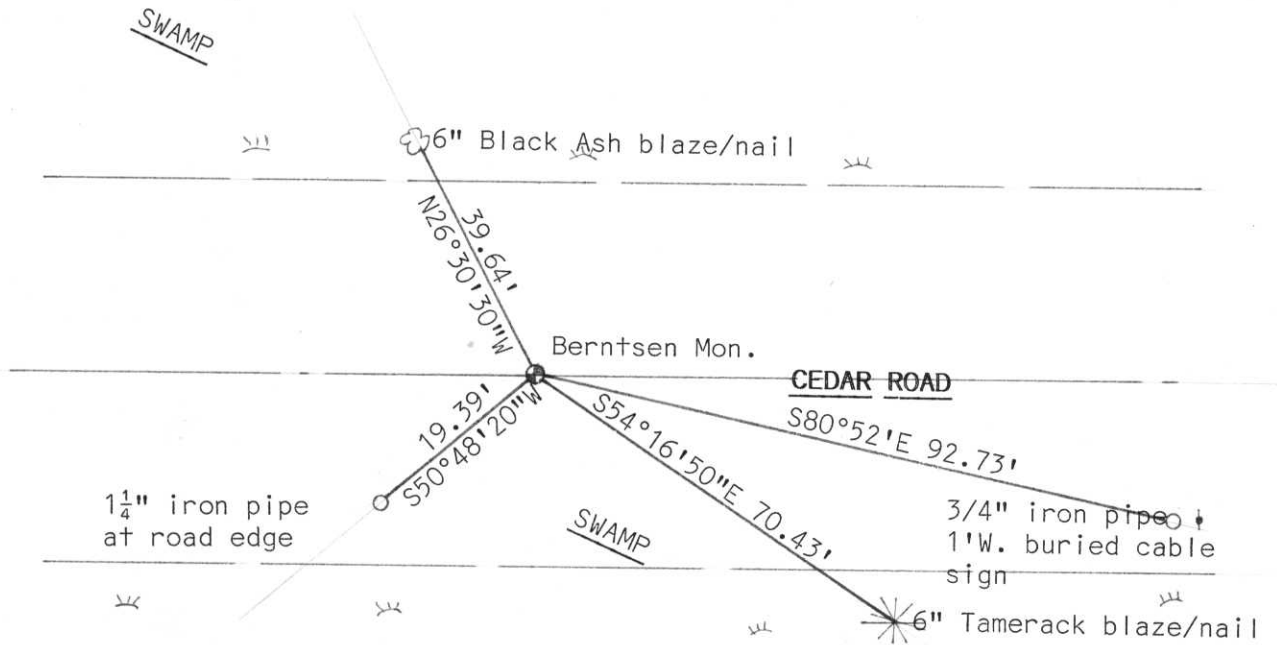 SWAMP
6" Black Ash blaze/nail
39.64'
N26°30'30"W
Berntsen Mon.
CEDAR ROAD
19.39'
S50°48'20"W
S54°16'50"E 70.43'
S80°52'E 92.73'
1¼" iron pipe
at road edge
SWAMP
3/4" iron pipe
1'W. buried cable
sign
6" Tamerack blaze/nail